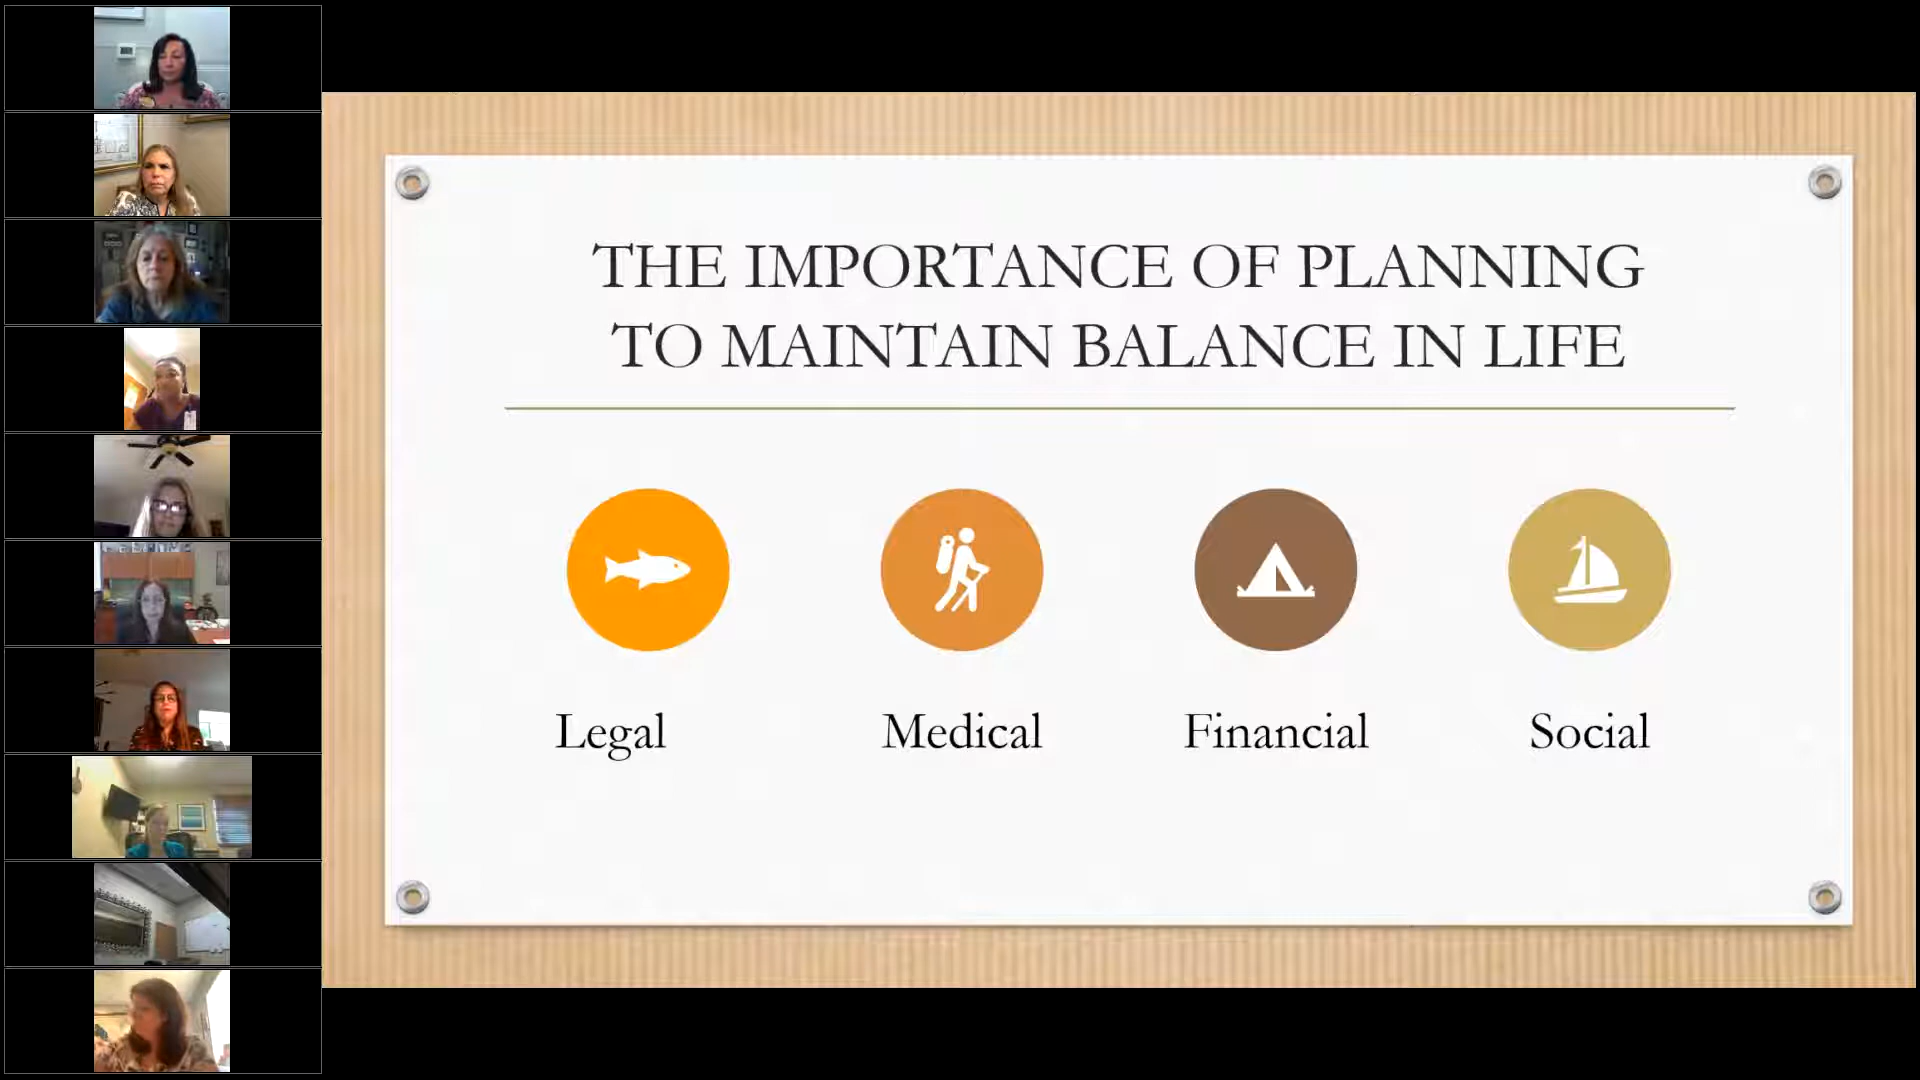 THE IMPORTANCE OF PLANNING
TO MAINTAIN BALANCE IN LIFE
Legal
Medical
Financial
Social